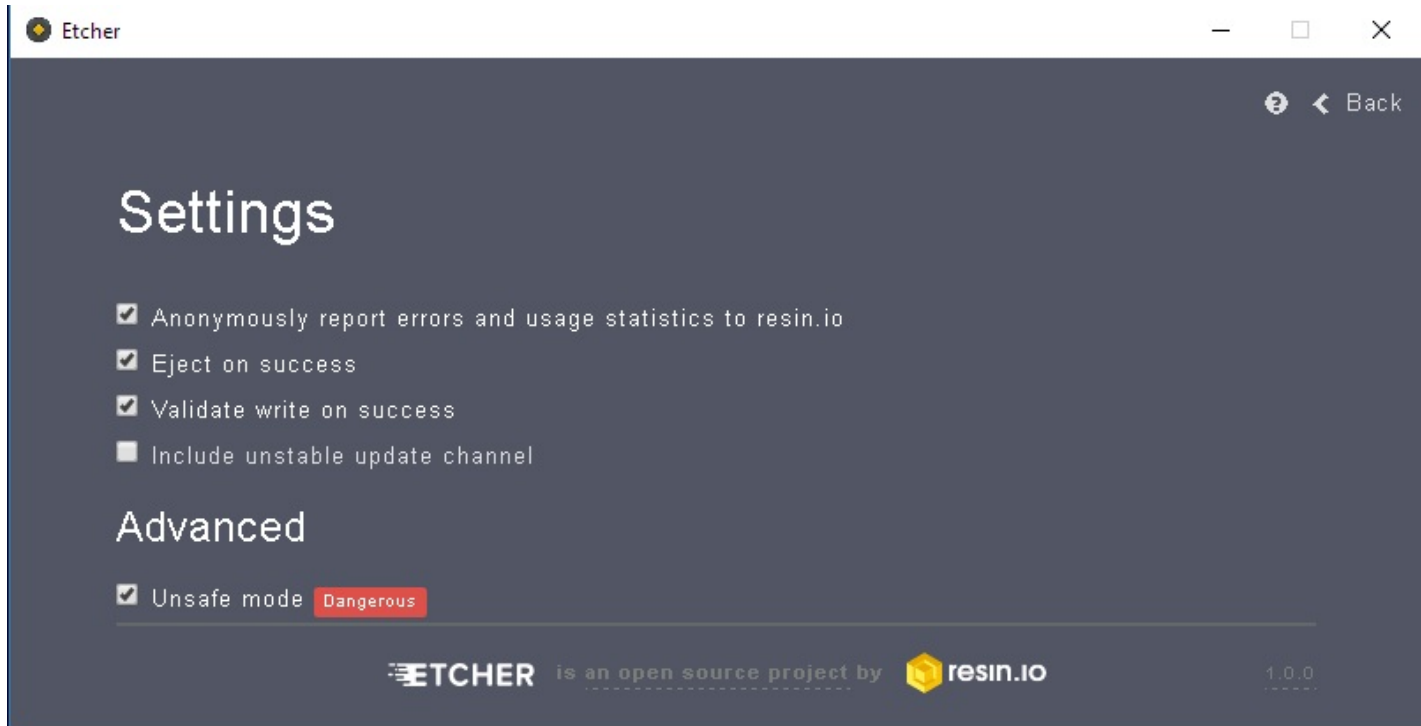 Etcher
Back
Settings
Anonymously report errors and usage statistics to resin.io
Eject on success
Validate write on success
Include unstable update channel
Advanced
Unsafe mode Dangerous
ETCHER is an open source project by resin.io 1.0.0